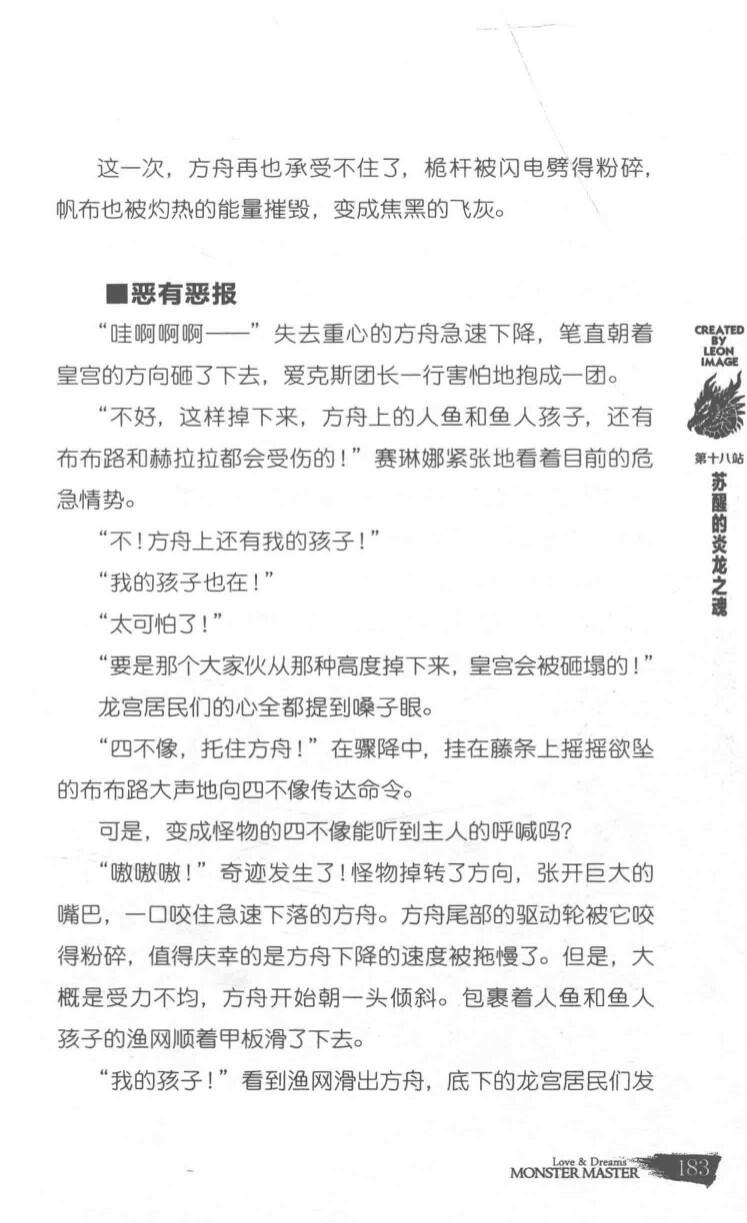 这一次，方舟再也承受不住了，桅杆被闪电劈得粉碎，
帆布也被灼热的能量摧毁，变成焦黑的飞灰。
■恶有恶报
“哇啊啊啊——”失去重心的方舟急速下降，笔直朝着
皇宫的方向砸了下去，爱克斯团长一行害怕地抱成一团。
“不好，这样掉下来，方舟上的人鱼和鱼人孩子，还有
布布路和赫拉拉都会受伤的！”赛琳娜紧张地看着目前的危
急情势。
“不！方舟上还有我的孩子！”
“我的孩子也在！”
“太可怕了！”
“要是那个大家伙从那种高度掉下来，皇宫会被砸塌的！”
龙宫居民们的心全都提到嗓子眼。
“四不像，托住方舟！”在骤降中，挂在藤条上摇摇欲坠
的布布路大声地向四不像传达命令。
可是，变成怪物的四不像能听到主人的呼喊吗？
“嗷嗷嗷！”奇迹发生了！怪物掉转了方向，张开巨大的
嘴巴，一口咬住急速下落的方舟。方舟尾部的驱动轮被它咬
得粉碎，值得庆幸的是方舟下降的速度被拖慢了。但是，大
概是受力不均，方舟开始朝一头倾斜。包裹着人鱼和鱼人
孩子的渔网顺着甲板滑了下去。
“我的孩子！”看到渔网滑出方舟，底下的龙宫居民们发
CREATED
BY
LEON
IMAGE
第十八站
苏醒的炎龙之魂
Love & Dreams
MONSTER MASTER
183